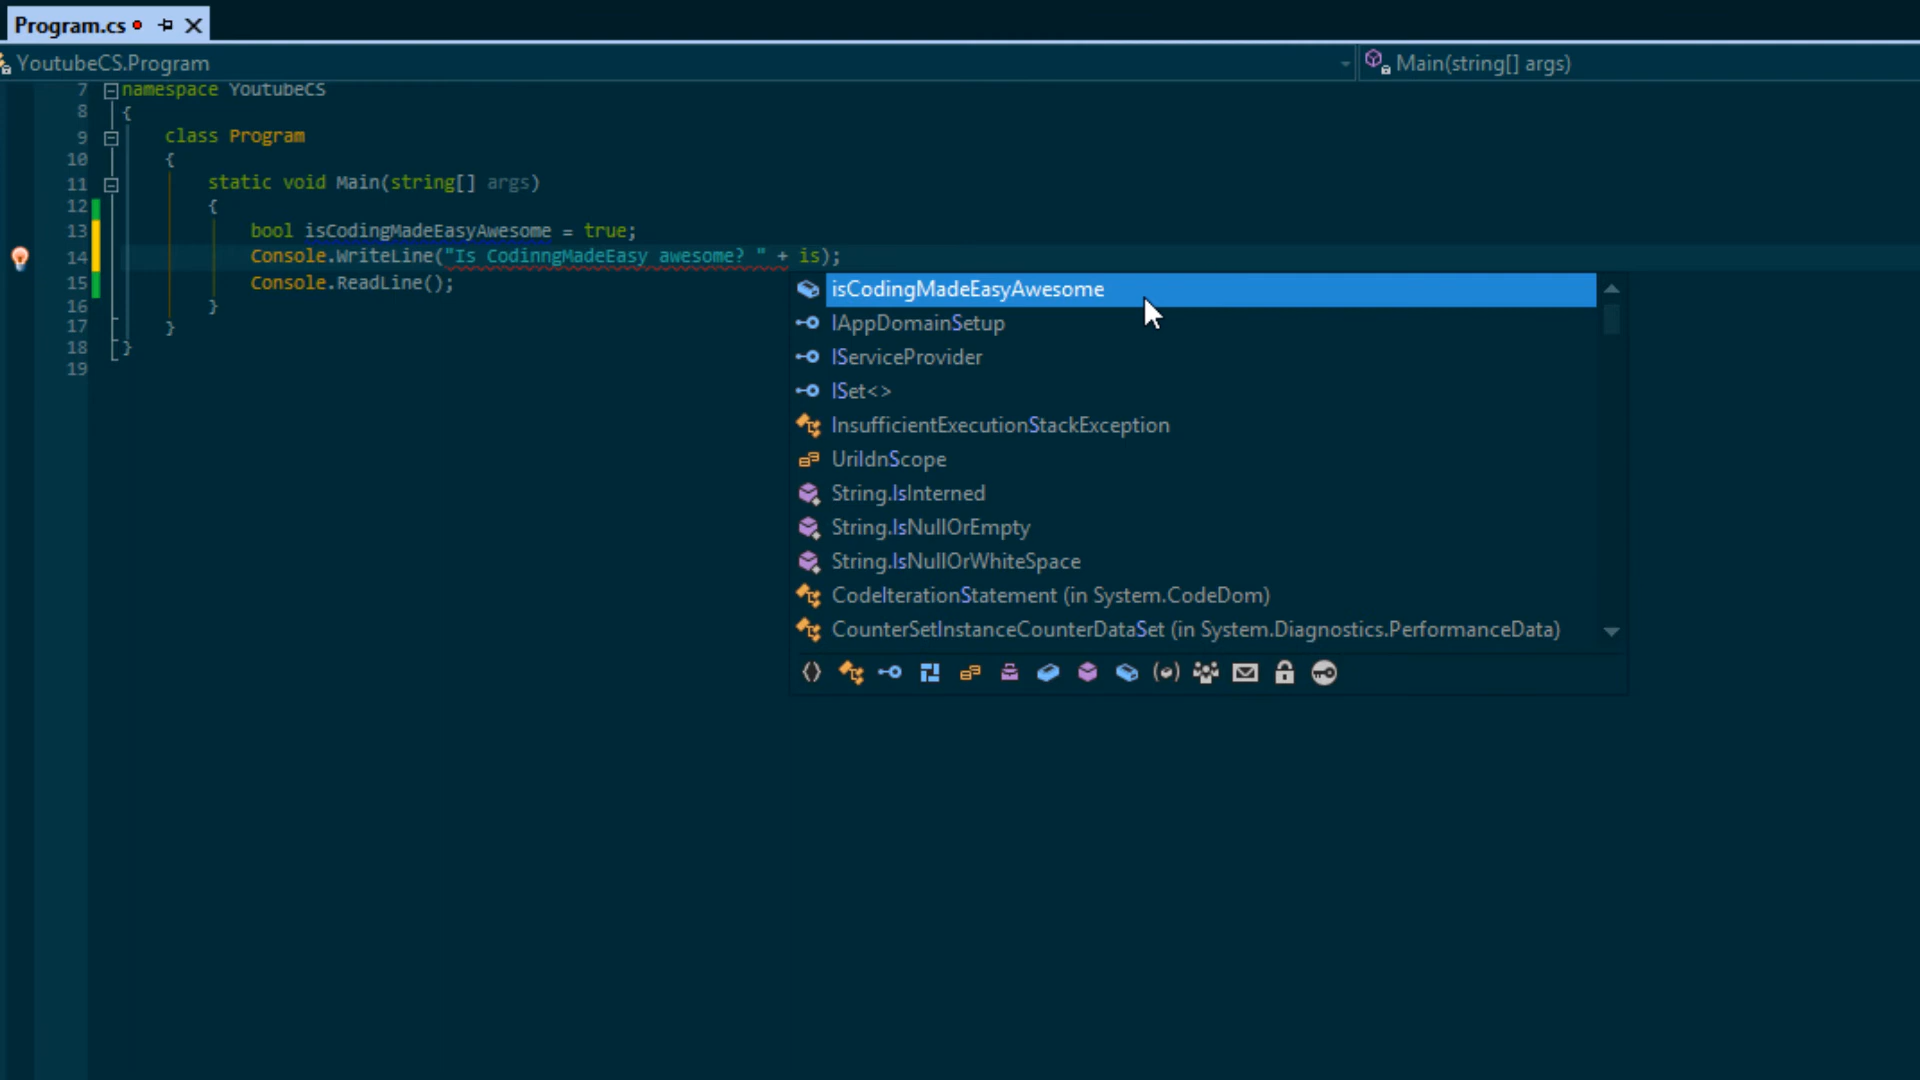 Program.cs
YoutubeCS.Program
Main(string[] args)
7 namespace YoutubeCS
8 {
9 class Program
10 {
11 static void Main(string[] args)
12 {
13 bool isCodingMadeEasyAwesome = true;
14 Console.WriteLine("Is CodinngMadeEasy awesome? " + is);
15 Console.ReadLine();
16 }
17 }
18 }
19
isCodingMadeEasyAwesome
IAppDomainSetup
IServiceProvider
ISet<>
InsufficientExecutionStackException
UriIdnScope
String.IsInterned
String.IsNullOrEmpty
String.IsNullOrWhiteSpace
CodeIterationStatement (in System.CodeDom)
CounterSetInstanceCounterDataSet (in System.Diagnostics.PerformanceData)